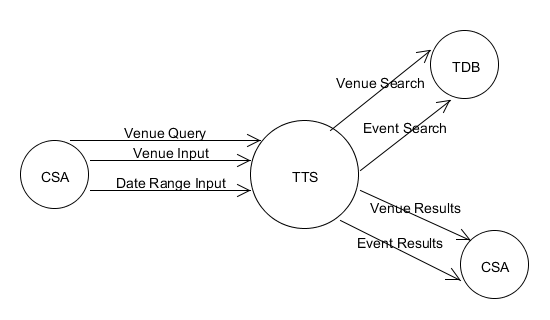 Venue Query
Venue Input
Date Range Input
CSA
TTS
Venue Search
Event Search
TDB
Venue Results
Event Results
CSA